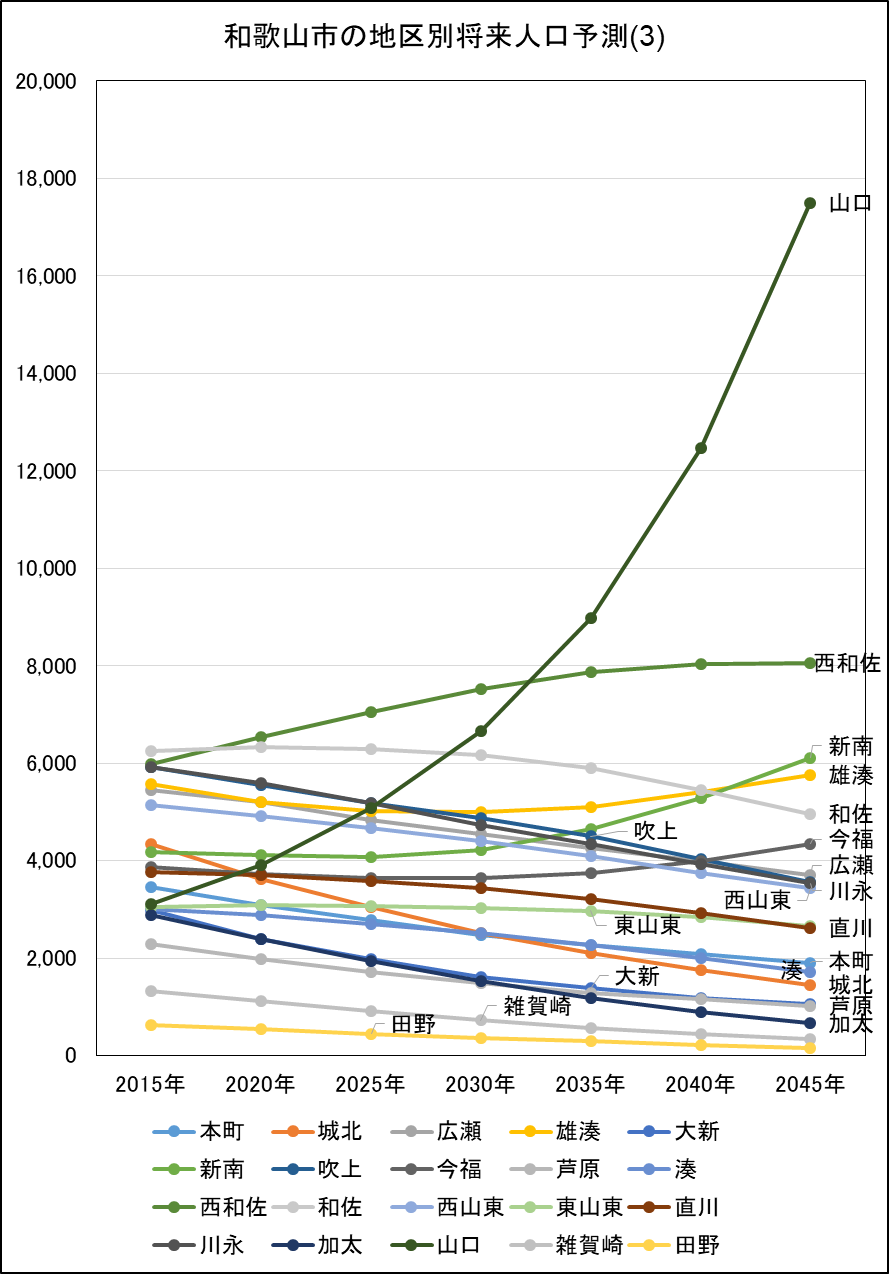 和歌山市の地区別将来人口予測(3)
20,000
18,000
山口
16,000
14,000
12,000
10,000
8,000
西和佐
6,000
新南
雄湊
和佐
吹上
今福
4,000
広瀬
川永
西山東
直川
東山東
2,000
本町
湊
大新
城北
芦原
雑賀崎
加太
田野
0
2015年 2020年 2025年 2030年 2035年 2040年 2045年
本町 城北 広瀬 雄湊 大新
新南 吹上 今福 芦原 湊
西和佐 和佐 西山東 東山東 直川
川永 加太 山口 雑賀崎 田野